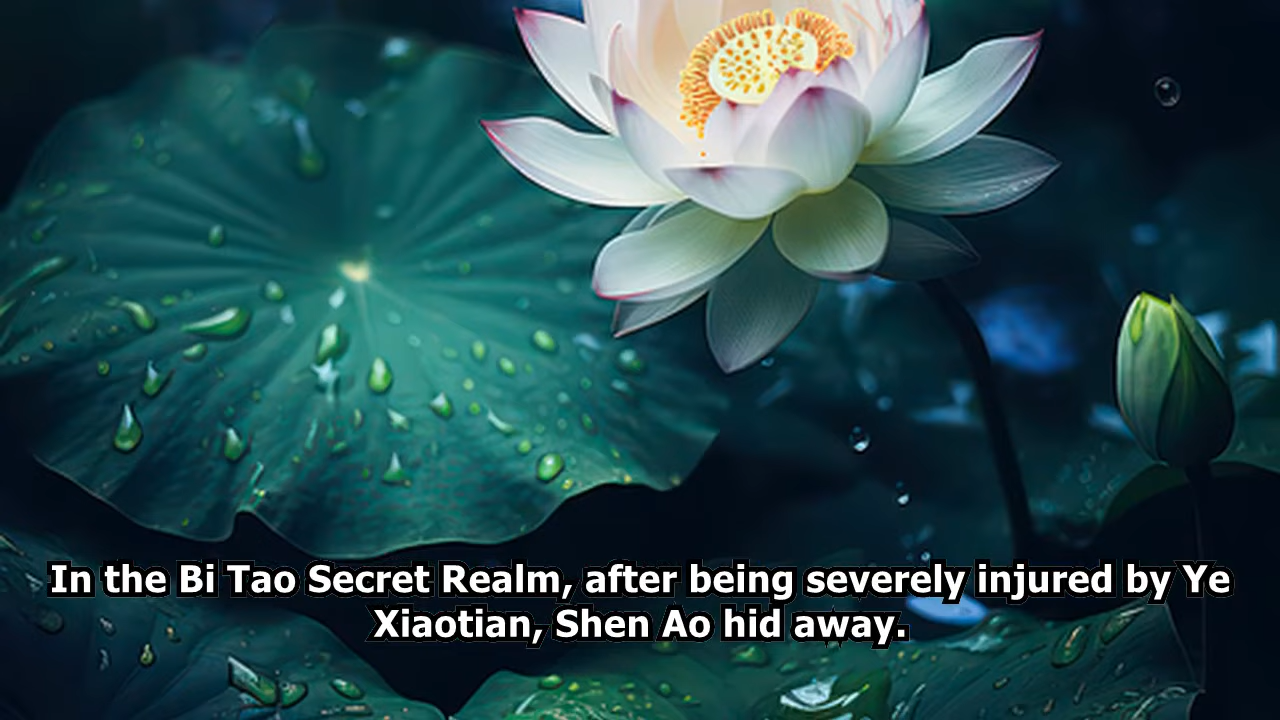 In the Bi Tao Secret Realm, after being severely injured by Ye
Xiaotian, Shen Ao hid away.